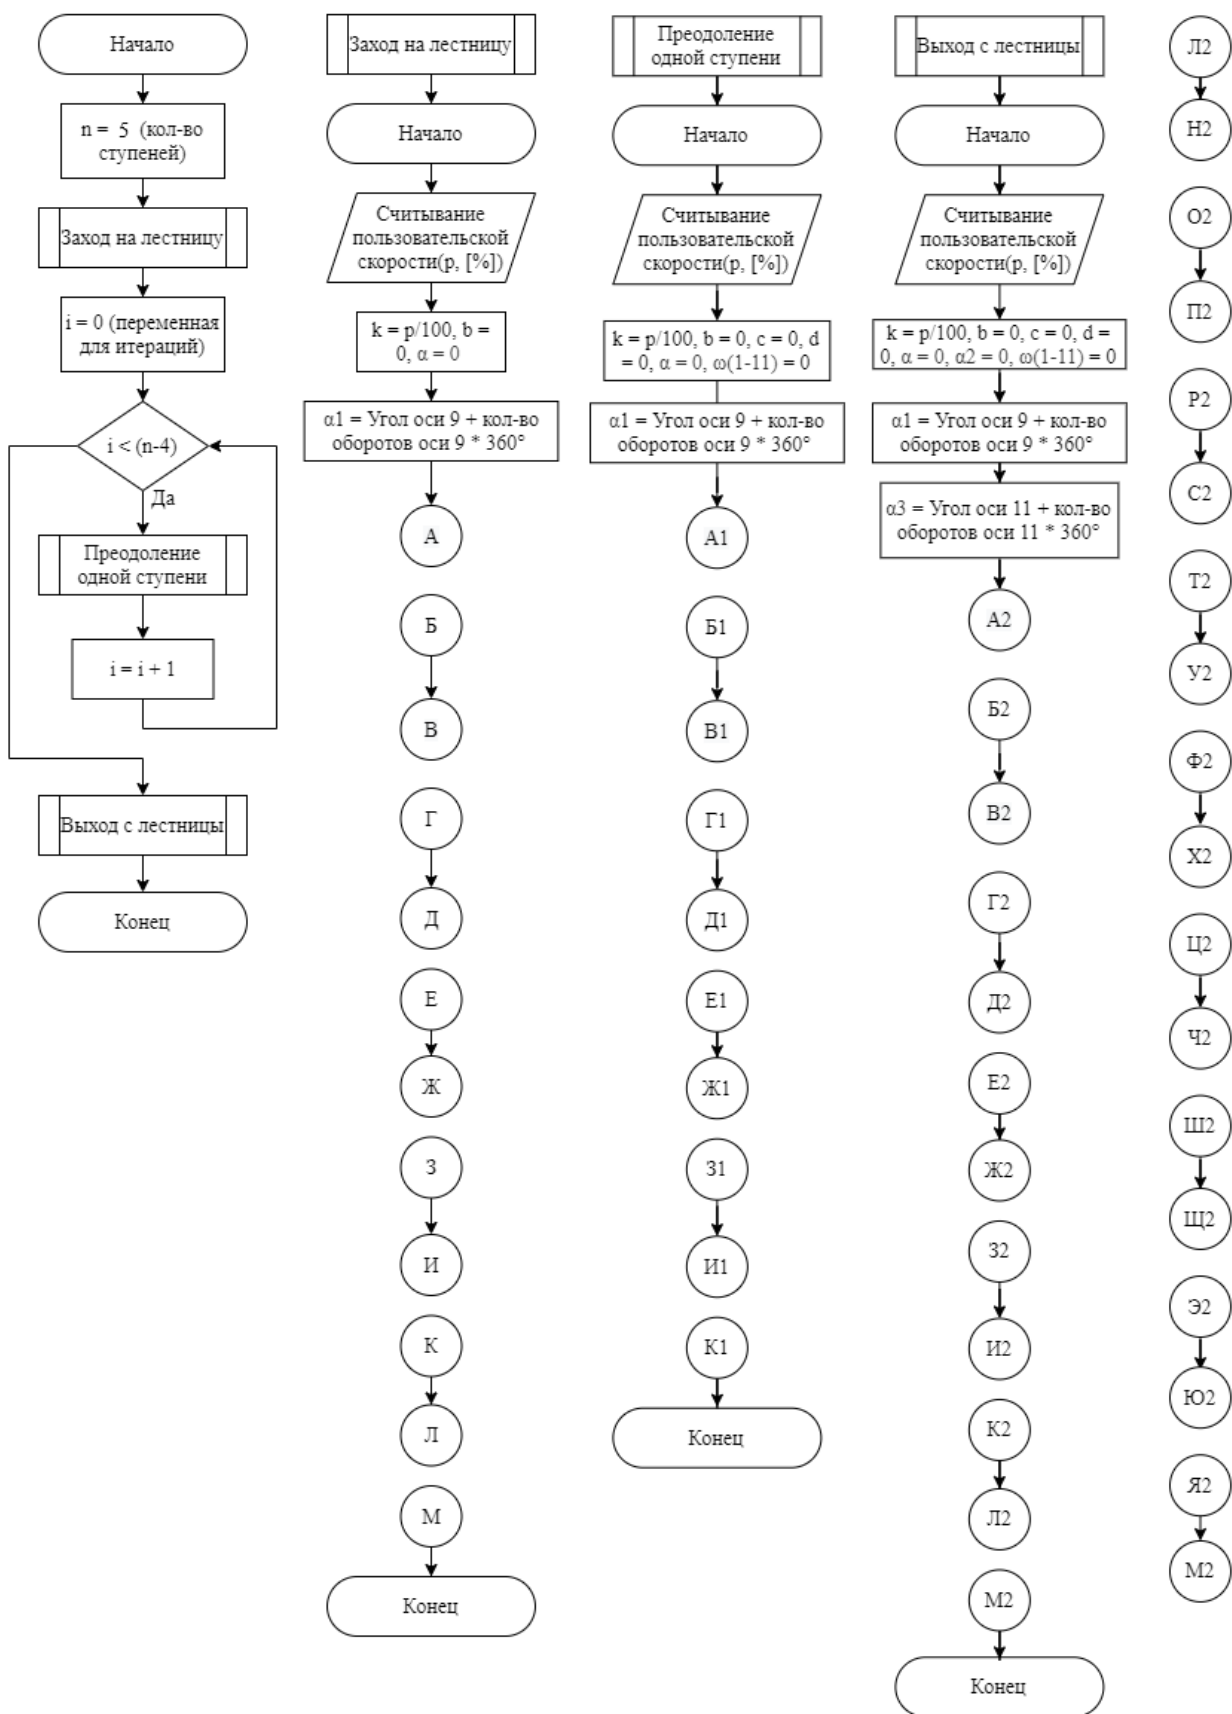 Начало
n = 5 (кол-во
ступеней)
Заход на лестницу
i = 0 (переменная
для итераций)
i < (n-4)
Да
Преодоление
одной ступени
i = i + 1
Выход с лестницы
Конец
Заход на лестницу
Начало
Считывание
пользовательской
скорости(p, [%])
k = p/100, b =
0, α = 0
α1 = Угол оси 9 + кол-во
оборотов оси 9 * 360°
А
Б
В
Г
Д
Е
Ж
З
И
К
Л
М
Конец
Преодоление
одной ступени
Начало
Считывание
пользовательской
скорости(p, [%])
k = p/100, b = 0, c = 0, d
= 0, α = 0, ω(1-11) = 0
α1 = Угол оси 9 + кол-во
оборотов оси 9 * 360°
А1
Б1
В1
Г1
Д1
Е1
Ж1
З1
И1
К1
Конец
Выход с лестницы
Начало
Считывание
пользовательской
скорости(p, [%])
k = p/100, b = 0, c = 0, d =
0, α = 0, α2 = 0, ω(1-11) = 0
α1 = Угол оси 9 + кол-во
оборотов оси 9 * 360°
α3 = Угол оси 11 + кол-во
оборотов оси 11 * 360°
А2
Б2
В2
Г2
Д2
Е2
Ж2
З2
И2
К2
Л2
М2
Конец
Л2
Н2
О2
П2
Р2
С2
Т2
У2
Ф2
Х2
Ц2
Ч2
Ш2
Щ2
Э2
Ю2
Я2
М2